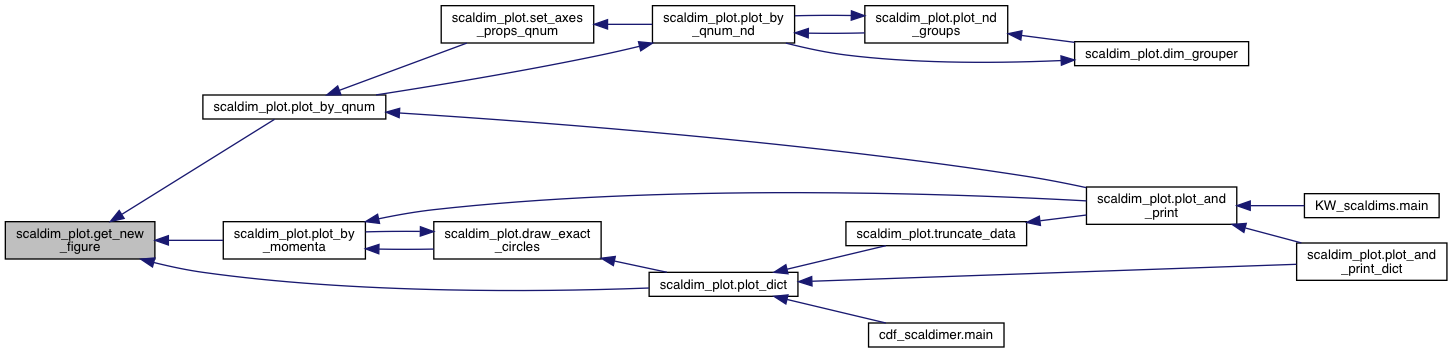 scaldim_plot.set_axes
_props_qnum
scaldim_plot.plot_by
_qnum_nd
scaldim_plot.plot_nd
_groups
scaldim_plot.dim_grouper
scaldim_plot.plot_by_qnum
scaldim_plot.get_new
_figure
scaldim_plot.plot_by
_momenta
scaldim_plot.draw_exact
_circles
scaldim_plot.truncate_data
scaldim_plot.plot_and
_print
KW_scaldims.main
scaldim_plot.plot_and
_print_dict
scaldim_plot.plot_dict
cdf_scaldimer.main